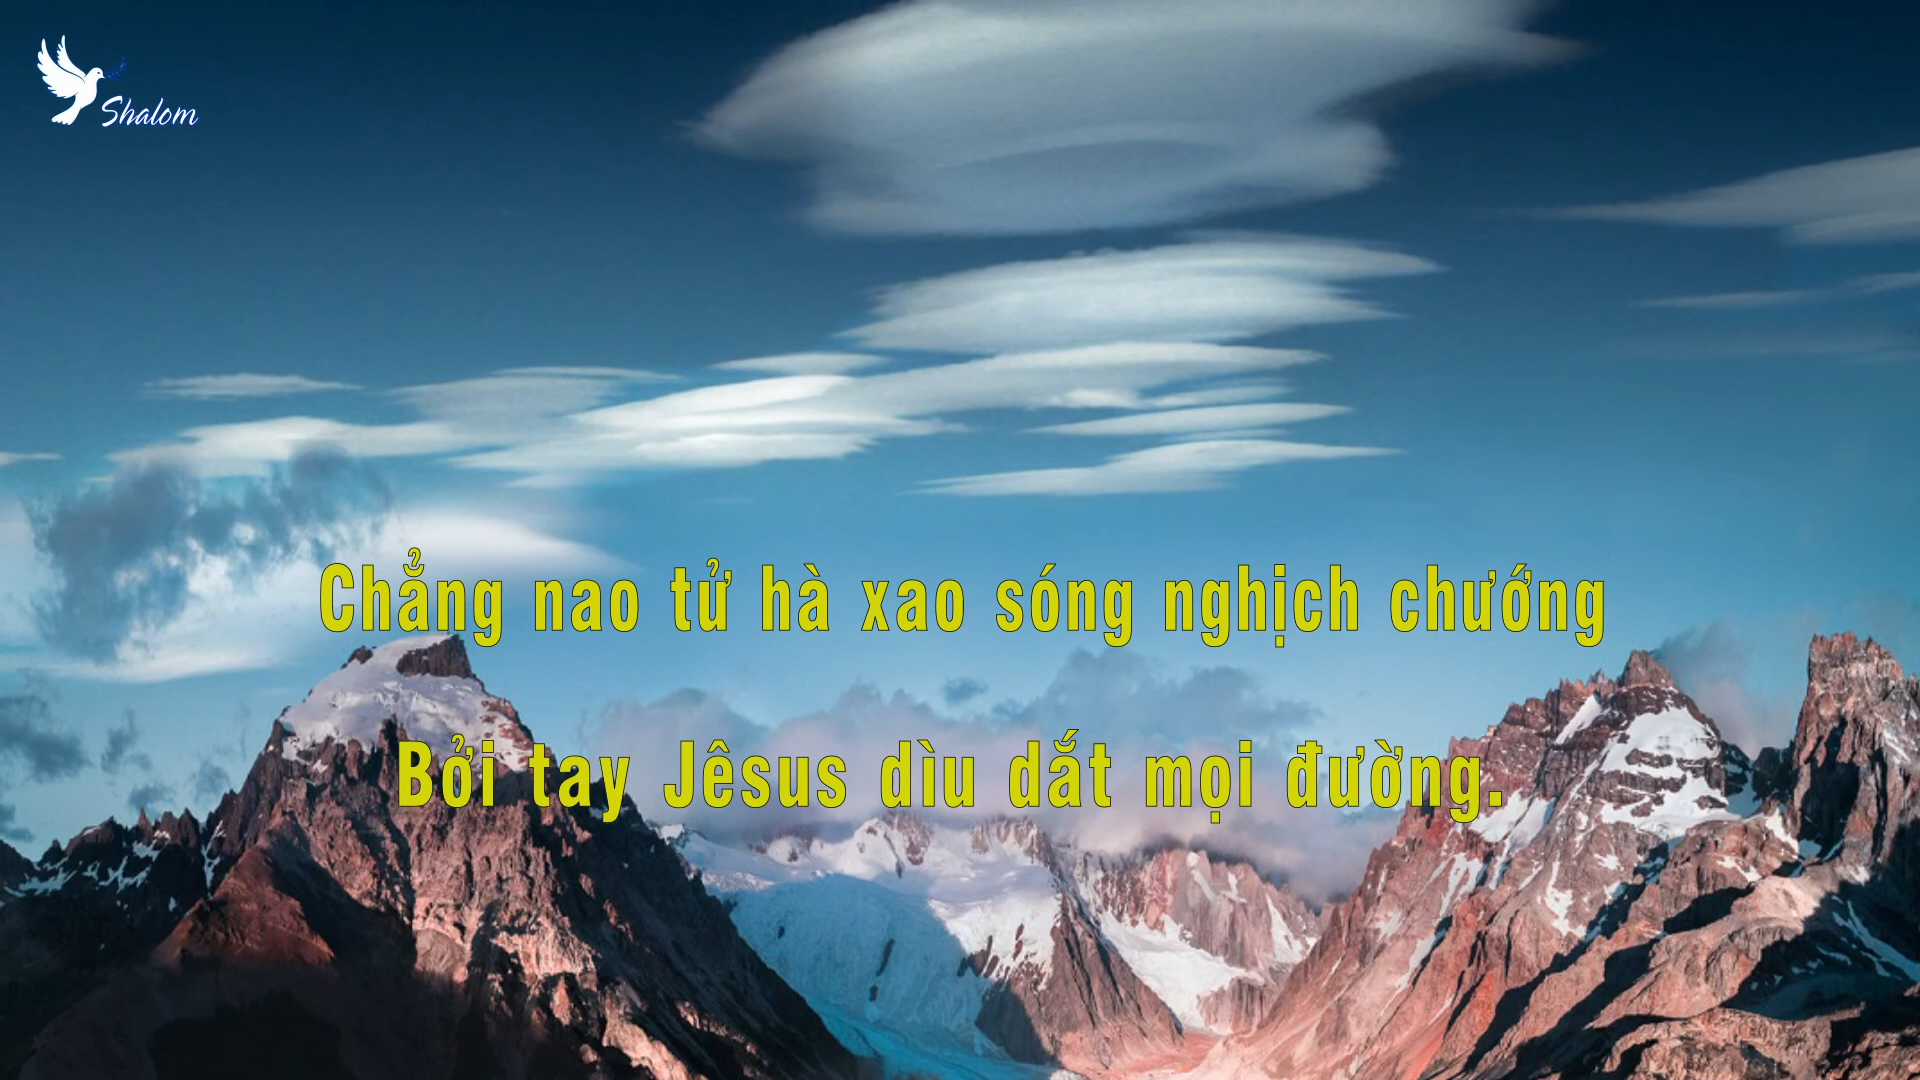 Shalom
Chẳng nao tử hà xao sóng nghịch chướng
Bởi tay Jêsus dìu dắt mọi đường.